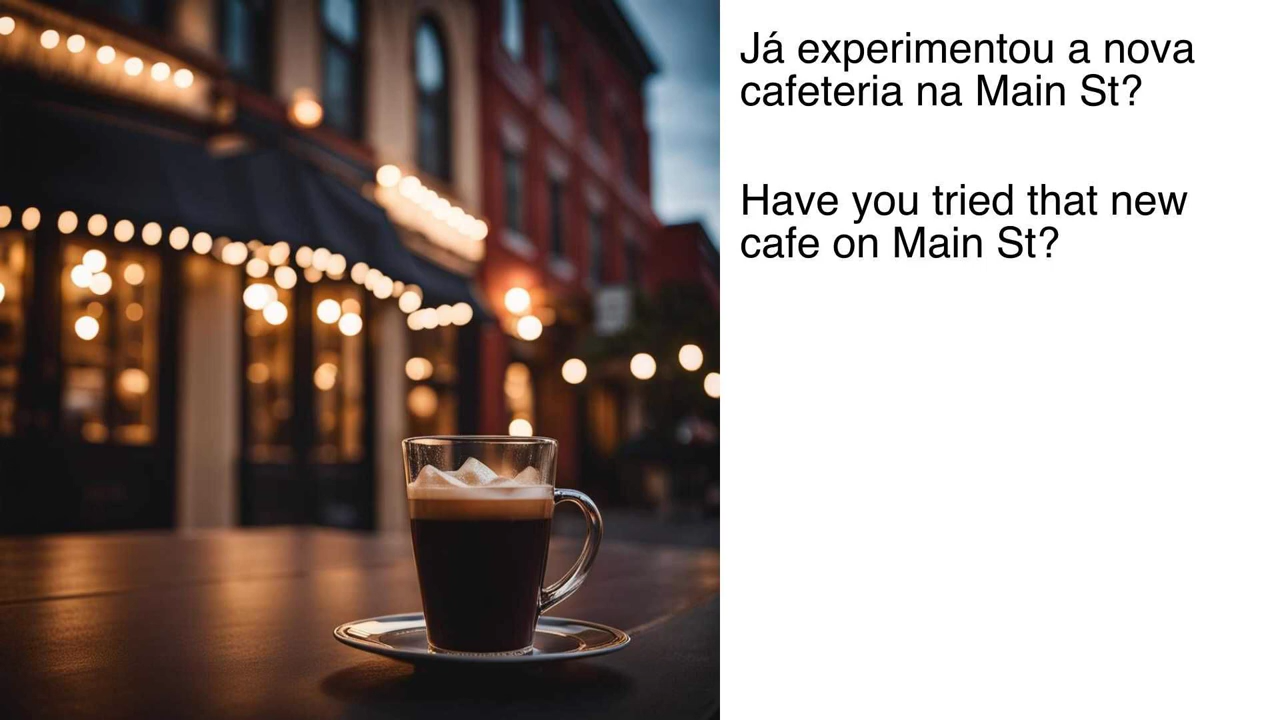 Já experimentou a nova
cafeteria na Main St?
Have you tried that new
cafe on Main St?